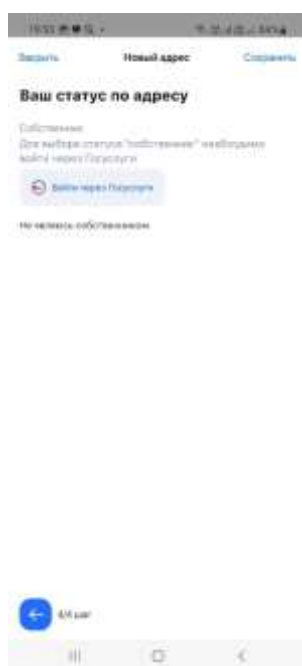 Закрыть Новый адрес Сохранить
Ваш статус по адресу
Собственник
Для выбора статуса "собственник" необходимо
войти через Госуслуги
Войти через Госуслуги
Не являюсь собственником
4/4 шаг